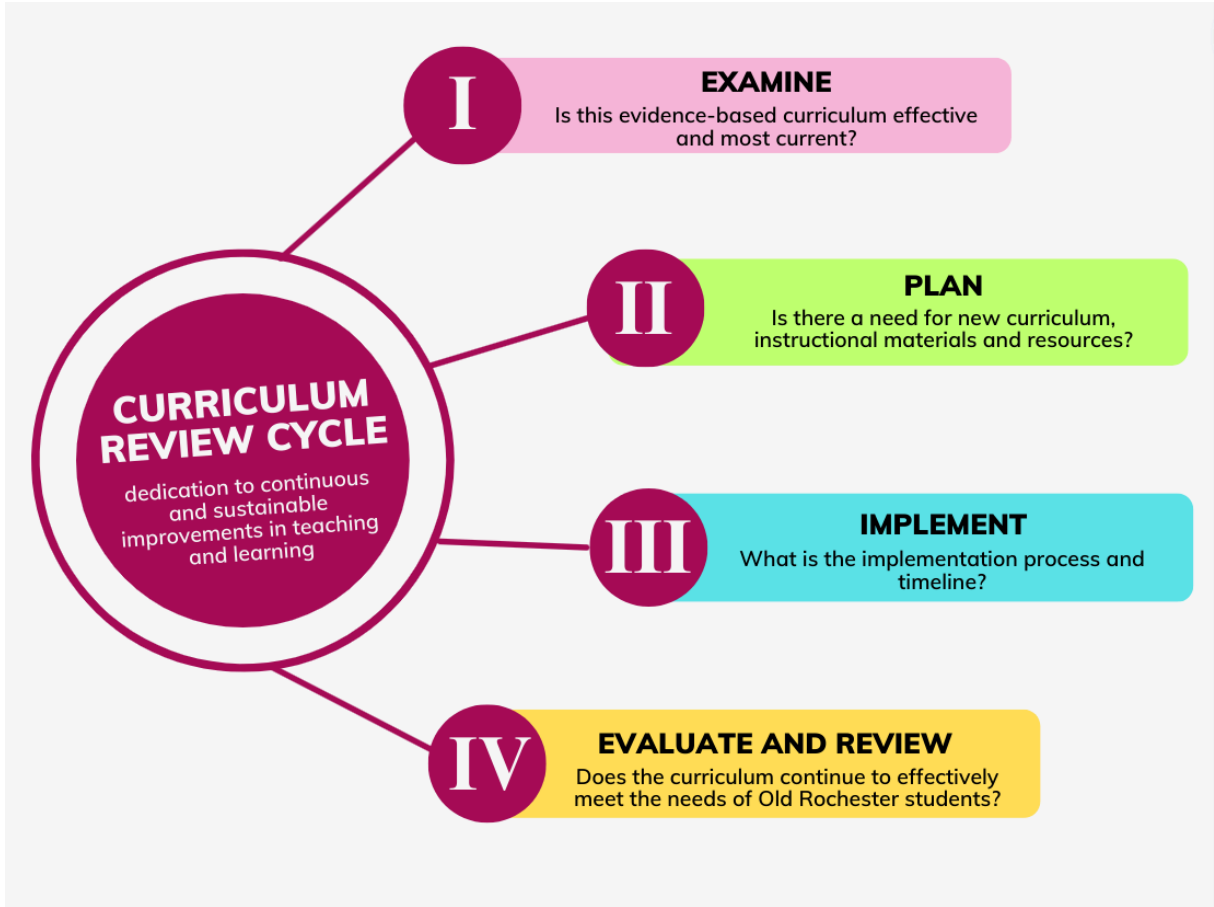 I
EXAMINE
Is this evidence-based curriculum effective
and most current?
II
PLAN
Is there a need for new curriculum,
instructional materials and resources?
CURRICULUM
REVIEW CYCLE
dedication to continuous
and sustainable
improvements in teaching
and learning
III
IMPLEMENT
What is the implementation process and
timeline?
IV
EVALUATE AND REVIEW
Does the curriculum continue to effectively
meet the needs of Old Rochester students?